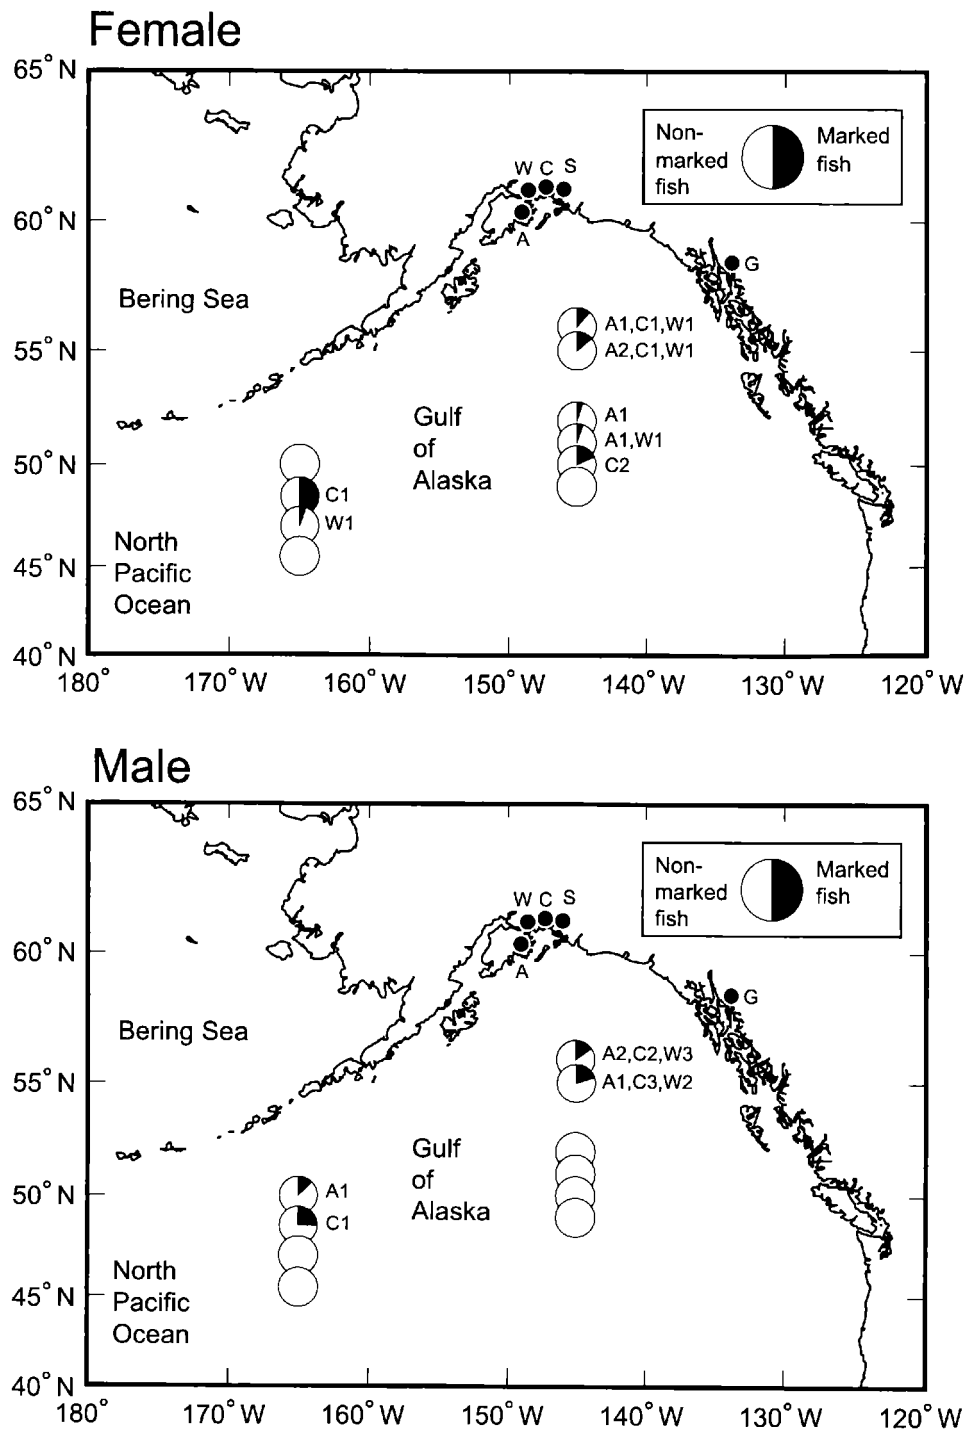 Female
65° N
60° N
55° N
50° N
45° N
40° N
180°
170° W
160° W
150° W
140° W
130° W
120° W
Non-
marked
fish
Marked
fish
W C S
A
G
Bering Sea
A1,C1,W1
A2,C1,W1
Gulf
of
Alaska
A1
A1,W1
C2
C1
W1
North
Pacific
Ocean
Male
65° N
60° N
55° N
50° N
45° N
40° N
180°
170° W
160° W
150° W
140° W
130° W
120° W
Non-
marked
fish
Marked
fish
W C S
A
G
Bering Sea
A2,C2,W3
A1,C3,W2
Gulf
of
Alaska
A1
C1
North
Pacific
Ocean